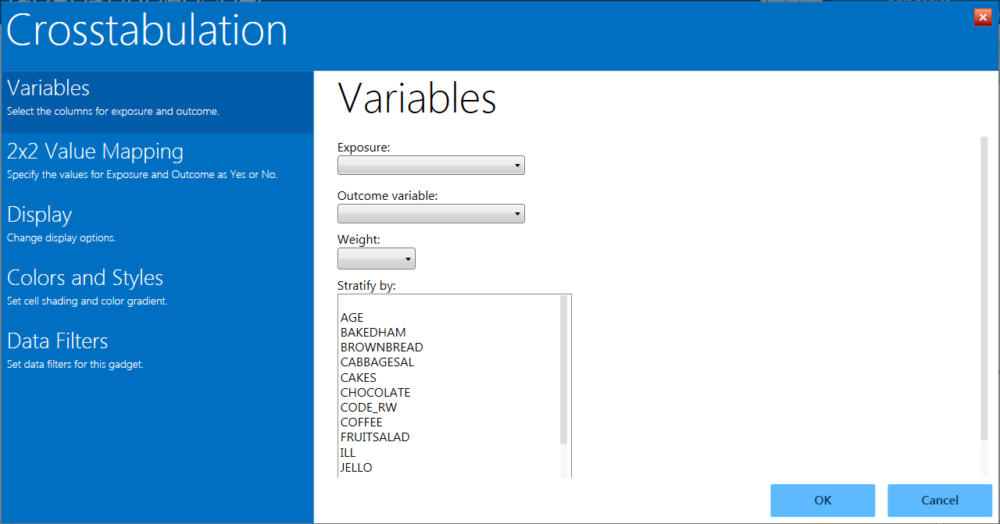 Crosstabulation
Variables
Select the columns for exposure and outcome.
2x2 Value Mapping
Specify the values for Exposure and Outcome as Yes or No.
Display
Change display options.
Colors and Styles
Set cell shading and color gradient.
Data Filters
Set data filters for this gadget.
Variables
Exposure:
Outcome variable:
Weight:
Stratify by:
AGE
BAKEDHAM
BROWNBREAD
CABBAGESAL
CAKES
CHOCOLATE
CODE_RW
COFFEE
FRUITSALAD
ILL
JELLO
OK
Cancel